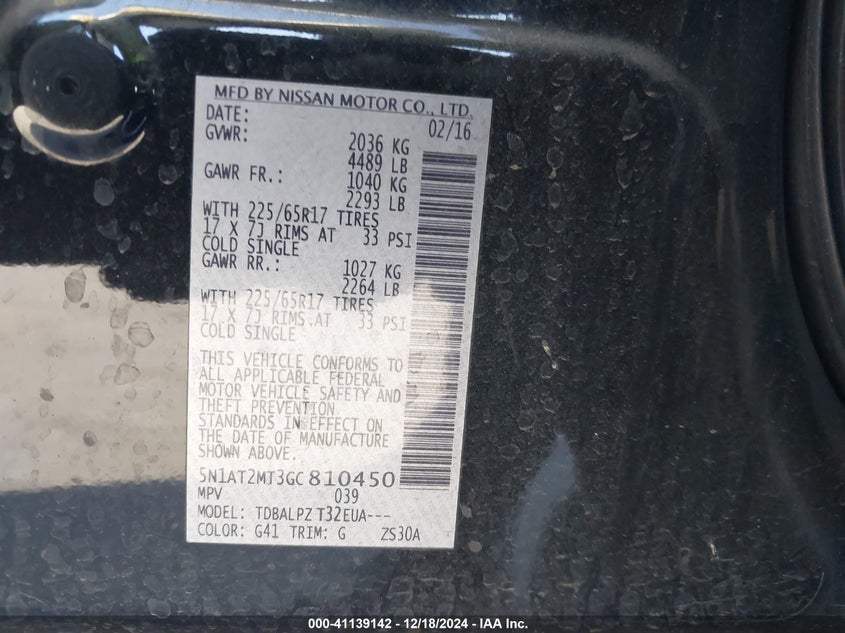 MFD BY NISSAN MOTOR CO., LTD.
DATE: 02/16
GVWR: 2036 KG
4489 LB
GAWR FR.: 1040 KG
2293 LB
WITH 225/65R17 TIRES
17 X 7J RIMS AT 33 PSI
COLD SINGLE
GAWR RR.: 1027 KG
2264 LB
WITH 225/65R17 TIRES
17 X 7J RIMS AT 33 PSI
COLD SINGLE
THIS VEHICLE CONFORMS TO
ALL APPLICABLE FEDERAL
MOTOR VEHICLE SAFETY AND
THEFT PREVENTION
STANDARDS IN EFFECT ON
THE DATE OF MANUFACTURE
SHOWN ABOVE.
5N1AT2MT3GC810450
MPV 039
MODEL: TDBALPZ T32EUA---
COLOR: G41 TRIM: G ZS30A
000-41139142 - 12/18/2024 - IAA Inc.